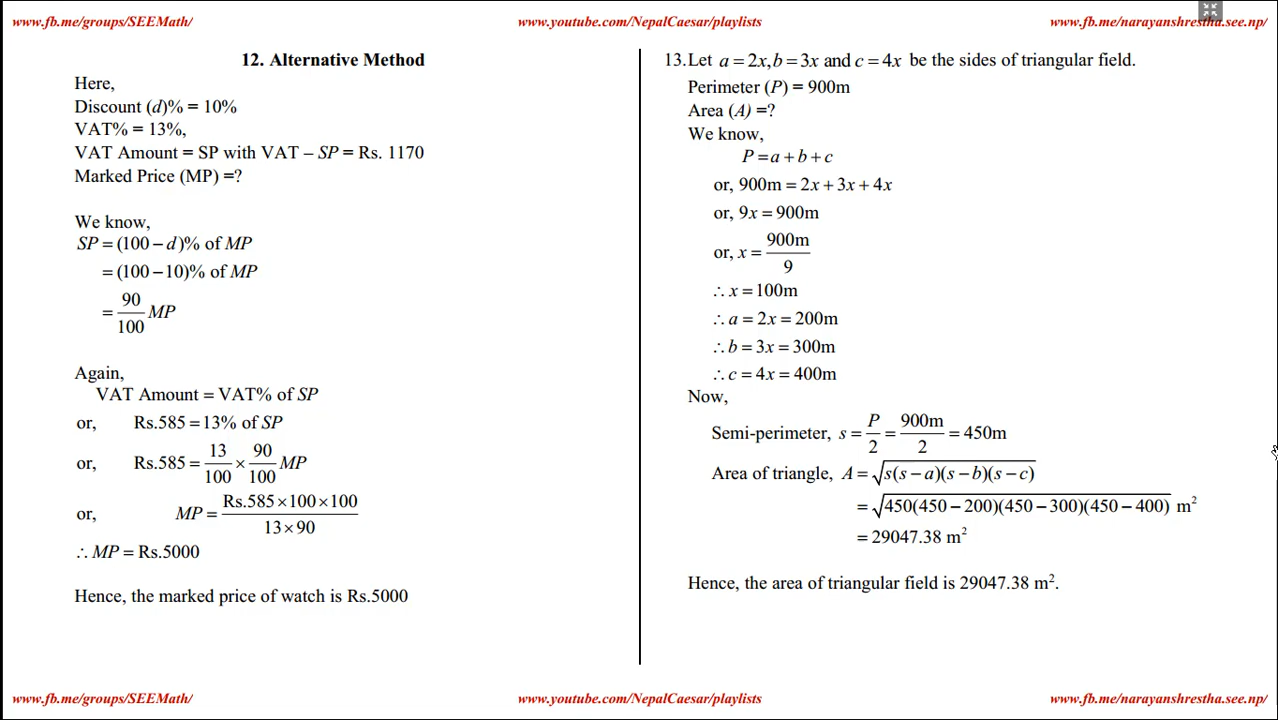 www.fb.me/groups/SEEMath/ www.youtube.com/NepalCaesar/playlists www.fb.me/narayanshrestha.see.np/
12. Alternative Method
Here,
Discount (d)% = 10%
VAT% = 13%,
VAT Amount = SP with VAT – SP = Rs. 1170
Marked Price (MP) =?
We know,
SP = (100 − d)% of MP
= (100 − 10)% of MP
= 90/100 MP
Again,
VAT Amount = VAT% of SP
or, Rs.585 = 13% of SP
or, Rs.585 = 13/100 × 90/100 MP
or, MP = Rs.585 × 100 × 100 / 13 × 90
∴ MP = Rs.5000
Hence, the marked price of watch is Rs.5000
13. Let a = 2x, b = 3x and c = 4x be the sides of triangular field.
Perimeter (P) = 900m
Area (A) =?
We know,
P = a + b + c
or, 900m = 2x + 3x + 4x
or, 9x = 900m
or, x = 900m/9
∴ x = 100m
∴ a = 2x = 200m
∴ b = 3x = 300m
∴ c = 4x = 400m
Now,
Semi-perimeter, s = P/2 = 900m/2 = 450m
Area of triangle, A = √s(s − a)(s − b)(s − c)
= √450(450 − 200)(450 − 300)(450 − 400) m²
= 29047.38 m²
Hence, the area of triangular field is 29047.38 m².
www.fb.me/groups/SEEMath/ www.youtube.com/NepalCaesar/playlists www.fb.me/narayanshrestha.see.np/